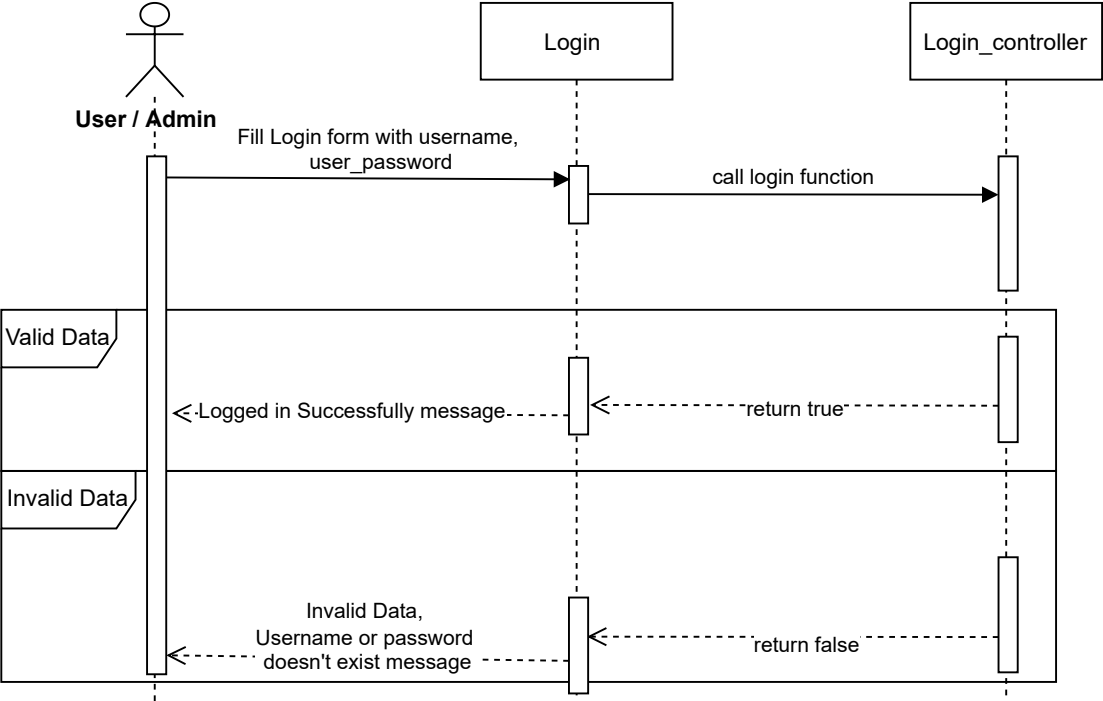 Login
Login_controller
User / Admin
Fill Login form with username,
user_password
call login function
Valid Data
Logged in Successfully message
return true
Invalid Data
Invalid Data,
Username or password
doesn't exist message
return false